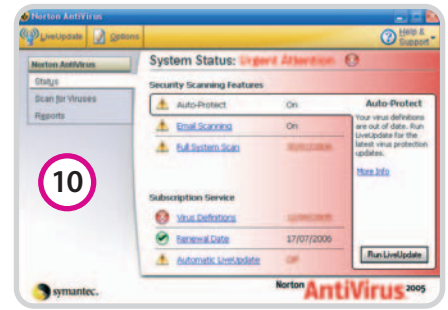 Norton AntiVirus
LiveUpdate Options Help & Support
Norton AntiVirus
Status
Scan for Viruses
Reports
System Status: Urgent Attention
Security Scanning Features
Auto-Protect On
Email Scanning On
Full System Scan
Subscription Service
Virus Definitions
Renewal Date 17/07/2006
Automatic LiveUpdate Off
Auto-Protect
Your virus definitions
are out of date. Run
LiveUpdate for the
latest virus protection
updates.
More Info
Run LiveUpdate
10
symantec.
Norton AntiVirus 2005